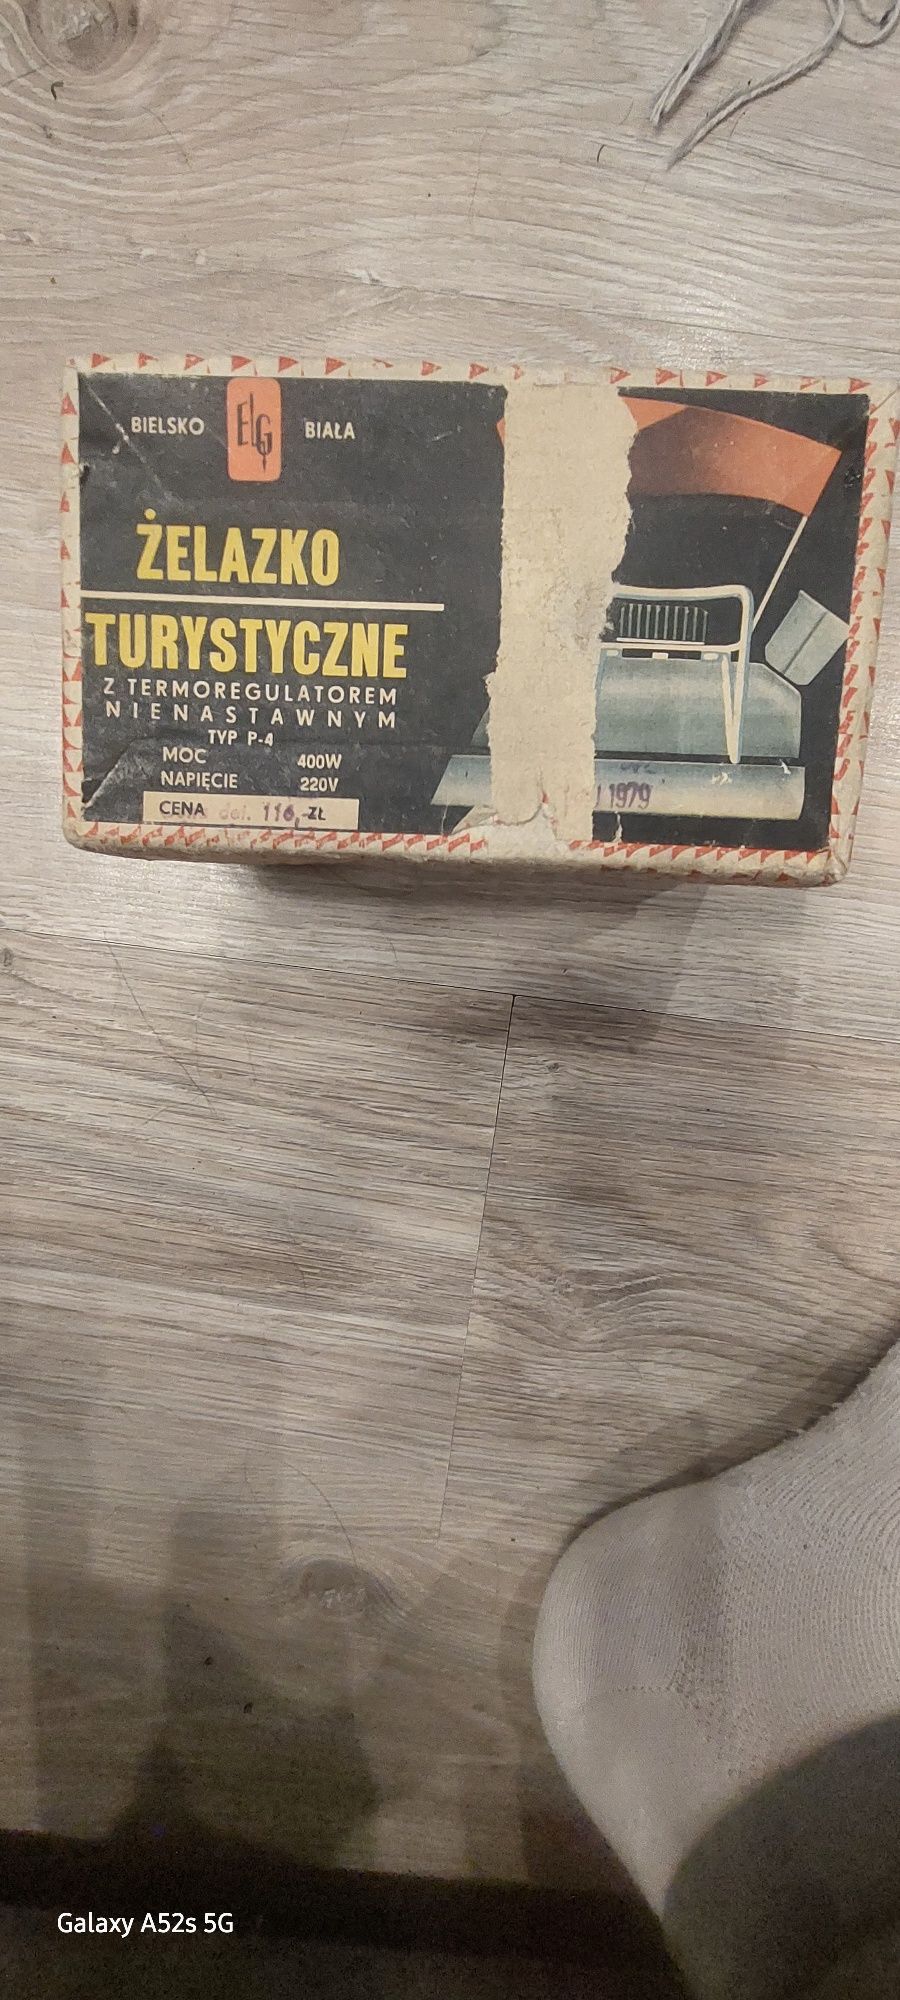 BIELSKO ELG BIAŁA
ŻELAZKO
TURYSTYCZNE
Z TERMOREGULATOREM
NIENASTAWNYM
TYP P-4
MOC 400W
NAPIĘCIE 220V
CENA det. 116,-ZŁ
1979
Galaxy A52s 5G